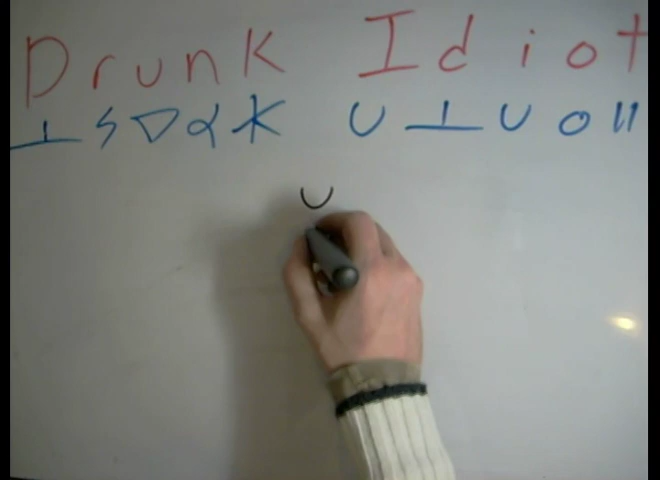 Drunk Idiot
⊥ ϟ ▽ ⋊ ⚹ ∪ ⊥ ∪ o 〃
∪